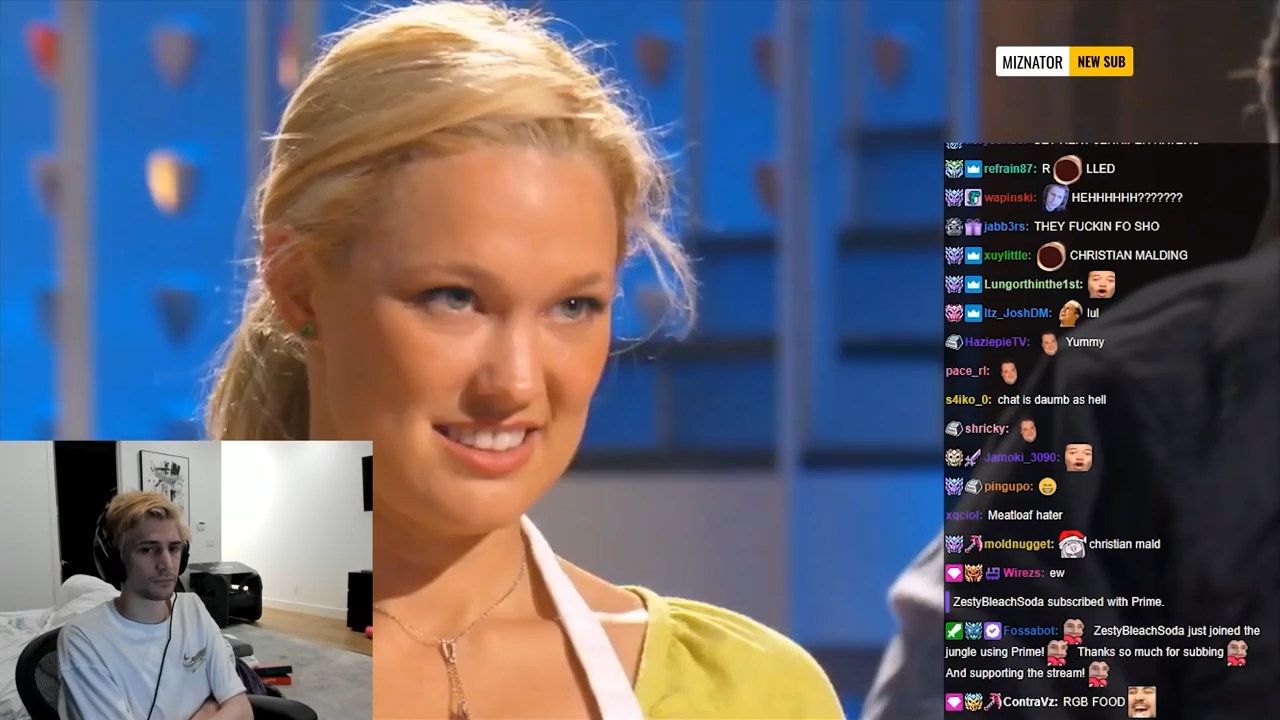 MIZNATOR NEW SUB
refrain87: R LLED
wapinski: HEHHHHHH???????
jabb3rs: THEY FUCKIN FO SHO
xuylittle: CHRISTIAN MALDING
Lungorthinthe1st:
Itz_JoshDM: lul
HaziepieTV: Yummy
pace_rl:
s4iko_0: chat is daumb as hell
shricky:
Jamoki_3090:
pingupo:
xqciol: Meatloaf hater
moldnugget: christian mald
Wirezs: ew
ZestyBleachSoda subscribed with Prime.
Fossabot: ZestyBleachSoda just joined the
jungle using Prime! Thanks so much for subbing
And supporting the stream!
ContraVz: RGB FOOD